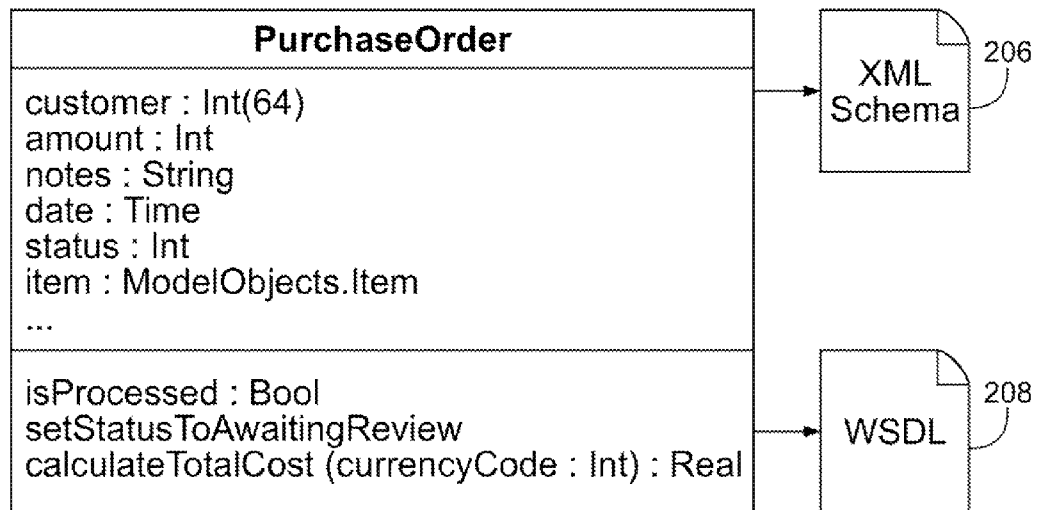 PurchaseOrder
customer : Int(64)
amount : Int
notes : String
date : Time
status : Int
item : ModelObjects.Item
...
isProcessed : Bool
setStatusToAwaitingReview
calculateTotalCost (currencyCode : Int) : Real
XML
Schema
206
WSDL
208